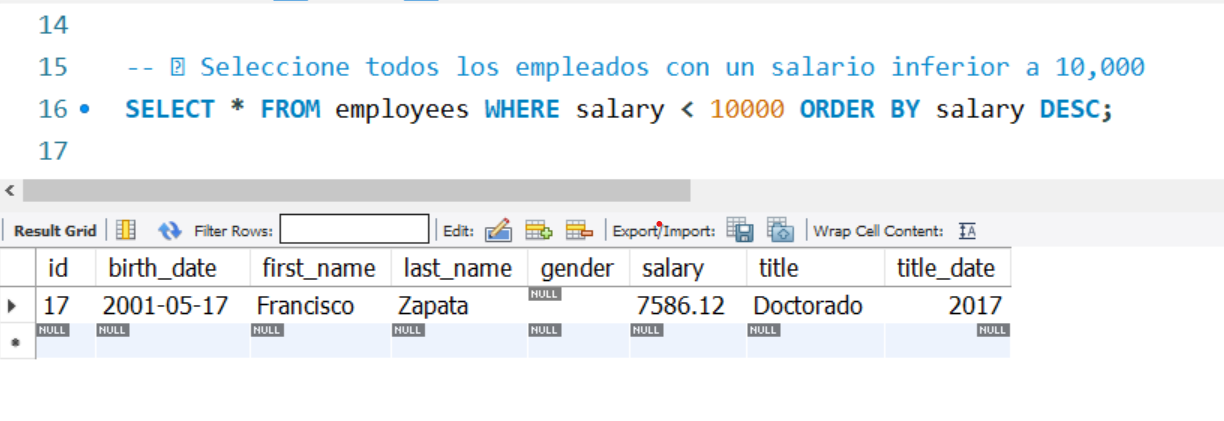 14
15 -- Seleccione todos los empleados con un salario inferior a 10,000
16 SELECT * FROM employees WHERE salary < 10000 ORDER BY salary DESC;
17
Result Grid Filter Rows: Edit: Export/Import: Wrap Cell Content:
id birth_date first_name last_name gender salary title title_date
17 2001-05-17 Francisco Zapata NULL 7586.12 Doctorado 2017
NULL NULL NULL NULL NULL NULL NULL NULL